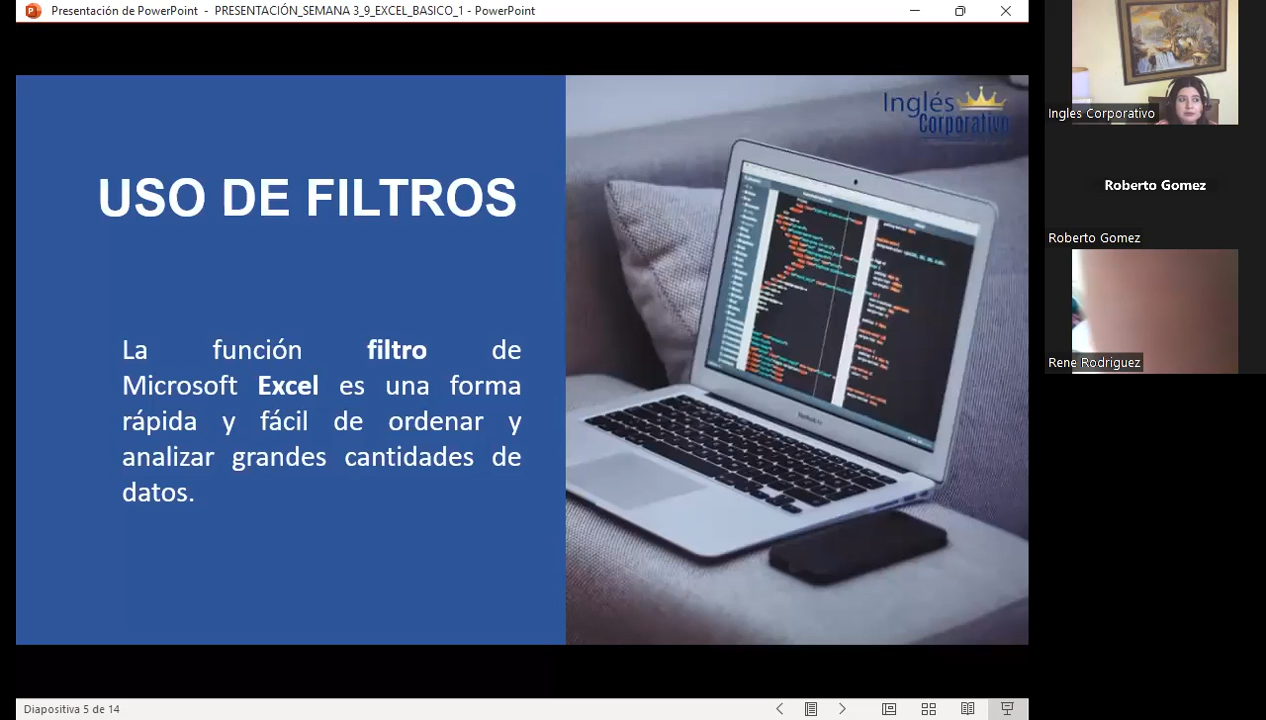 Presentación de PowerPoint - PRESENTACIÓN_SEMANA 3_9_EXCEL_BASICO_1 - PowerPoint
Inglés
Corporativo
USO DE FILTROS
La función filtro de
Microsoft Excel es una forma
rápida y fácil de ordenar y
analizar grandes cantidades de
datos.
Diapositiva 5 de 14
Ingles Corporativo
Roberto Gomez
Roberto Gomez
Rene Rodriguez